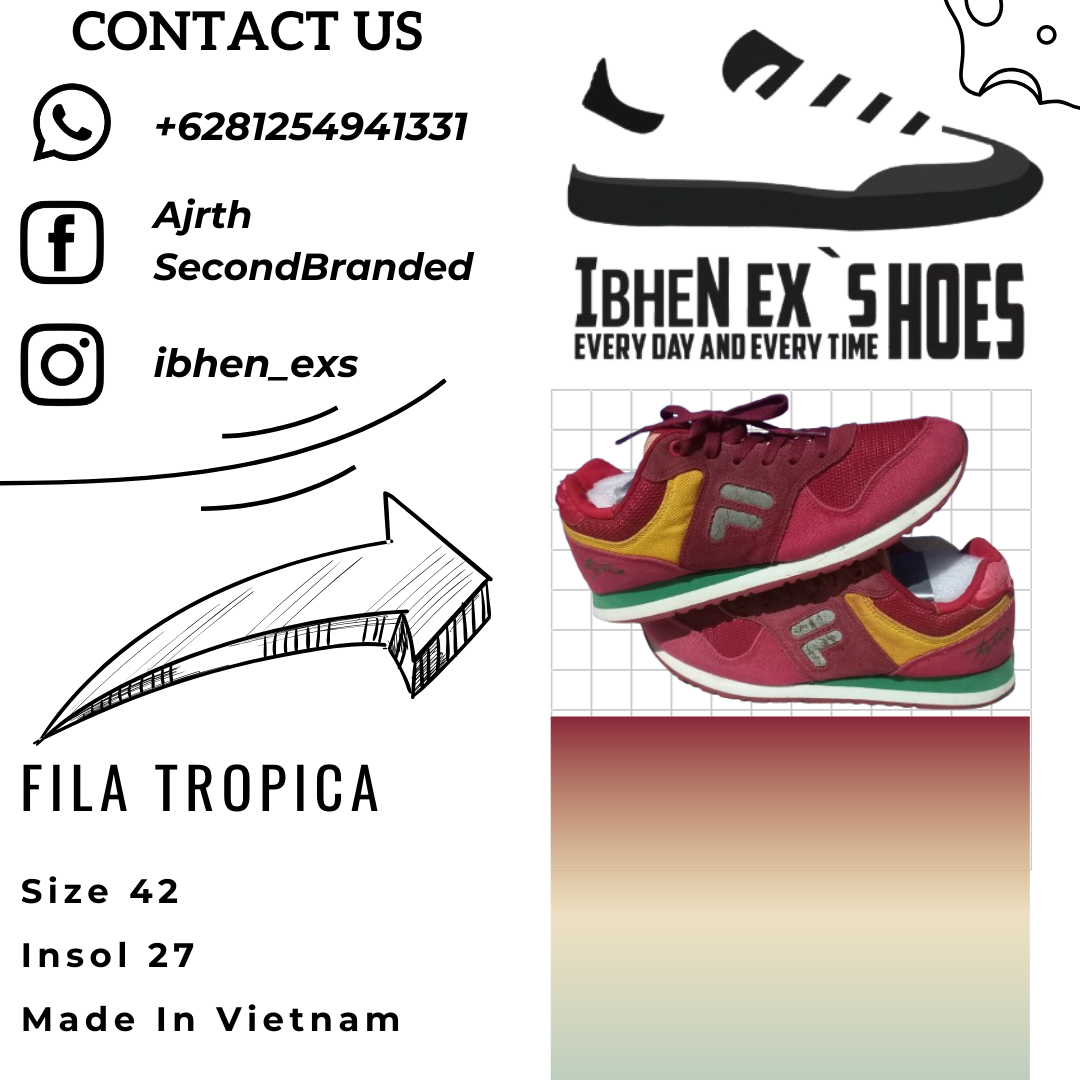 CONTACT US
+6281254941331
Ajrth
SecondBranded
ibhen_exs
IBHEN EX`SHOES
EVERY DAY AND EVERY TIME
FILA TROPICA
Size 42
Insol 27
Made In Vietnam